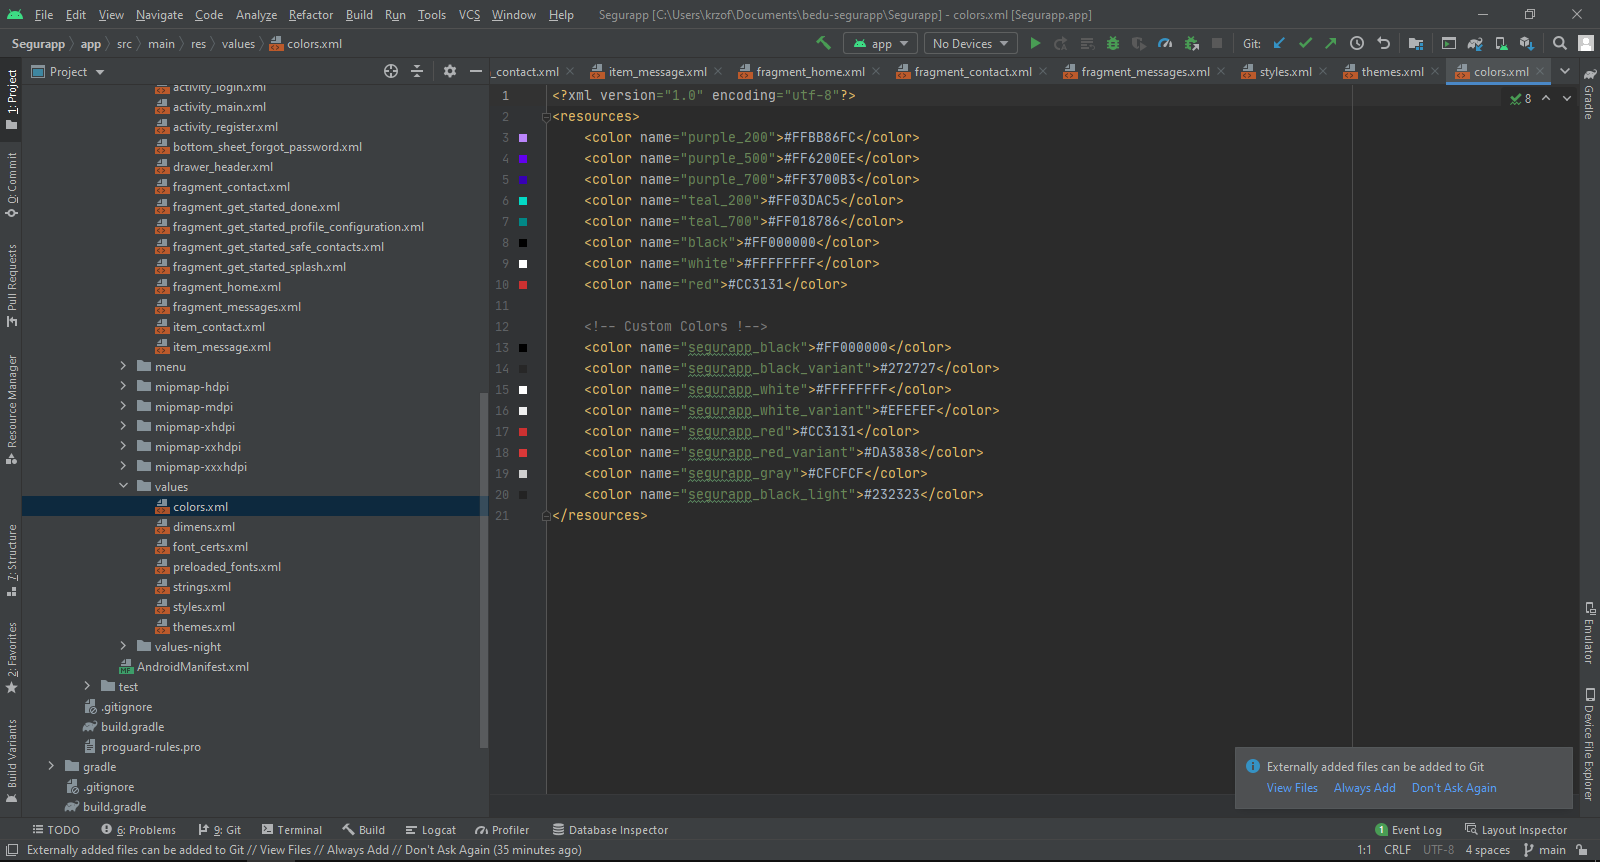 File Edit View Navigate Code Analyze Refactor Build Run Tools VCS Window Help Segurapp [C:\Users\krzof\Documents\bedu-segurapp\Segurapp] - colors.xml [Segurapp.app]
Segurapp app src main res values colors.xml app No Devices Git:
Project
_contact.xml item_message.xml fragment_home.xml fragment_contact.xml fragment_messages.xml styles.xml themes.xml colors.xml
1: Project
0: Commit
Pull Requests
Resource Manager
7: Structure
2: Favorites
Build Variants
activity_login.xml
activity_main.xml
activity_register.xml
bottom_sheet_forgot_password.xml
drawer_header.xml
fragment_contact.xml
fragment_get_started_done.xml
fragment_get_started_profile_configuration.xml
fragment_get_started_safe_contacts.xml
fragment_get_started_splash.xml
fragment_home.xml
fragment_messages.xml
item_contact.xml
item_message.xml
menu
mipmap-hdpi
mipmap-mdpi
mipmap-xhdpi
mipmap-xxhdpi
mipmap-xxxhdpi
values
colors.xml
dimens.xml
font_certs.xml
preloaded_fonts.xml
strings.xml
styles.xml
themes.xml
values-night
AndroidManifest.xml
test
.gitignore
build.gradle
proguard-rules.pro
gradle
.gitignore
build.gradle
1 <?xml version="1.0" encoding="utf-8"?>
2 <resources>
3 <color name="purple_200">#FFBB86FC</color>
4 <color name="purple_500">#FF6200EE</color>
5 <color name="purple_700">#FF3700B3</color>
6 <color name="teal_200">#FF03DAC5</color>
7 <color name="teal_700">#FF018786</color>
8 <color name="black">#FF000000</color>
9 <color name="white">#FFFFFFFF</color>
10 <color name="red">#CC3131</color>
11
12 <!-- Custom Colors !-->
13 <color name="segurapp_black">#FF000000</color>
14 <color name="segurapp_black_variant">#272727</color>
15 <color name="segurapp_white">#FFFFFFFF</color>
16 <color name="segurapp_white_variant">#EFEFEF</color>
17 <color name="segurapp_red">#CC3131</color>
18 <color name="segurapp_red_variant">#DA3838</color>
19 <color name="segurapp_gray">#CFCFCF</color>
20 <color name="segurapp_black_light">#232323</color>
21 </resources>
8
Gradle
Emulator
Device File Explorer
Externally added files can be added to Git
View Files Always Add Don't Ask Again
TODO 6: Problems 9: Git Terminal Build Logcat Profiler Database Inspector 1 Event Log Layout Inspector
Externally added files can be added to Git // View Files // Always Add // Don't Ask Again (35 minutes ago) 1:1 CRLF UTF-8 4 spaces main